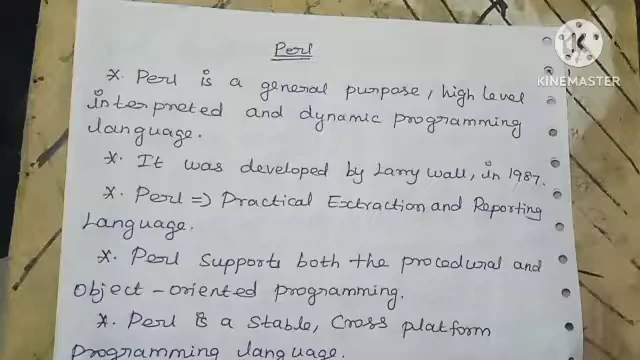 Perl
*. Perl is a general purpose, high level
interpreted and dynamic programming
language.
*. It was developed by Larry Wall, in 1987.
*. Perl => Practical Extraction and Reporting
Language.
*. Perl supports both the procedural and
object-oriented programming.
*. Perl is a stable, cross platform
programming language.
KINEMASTER